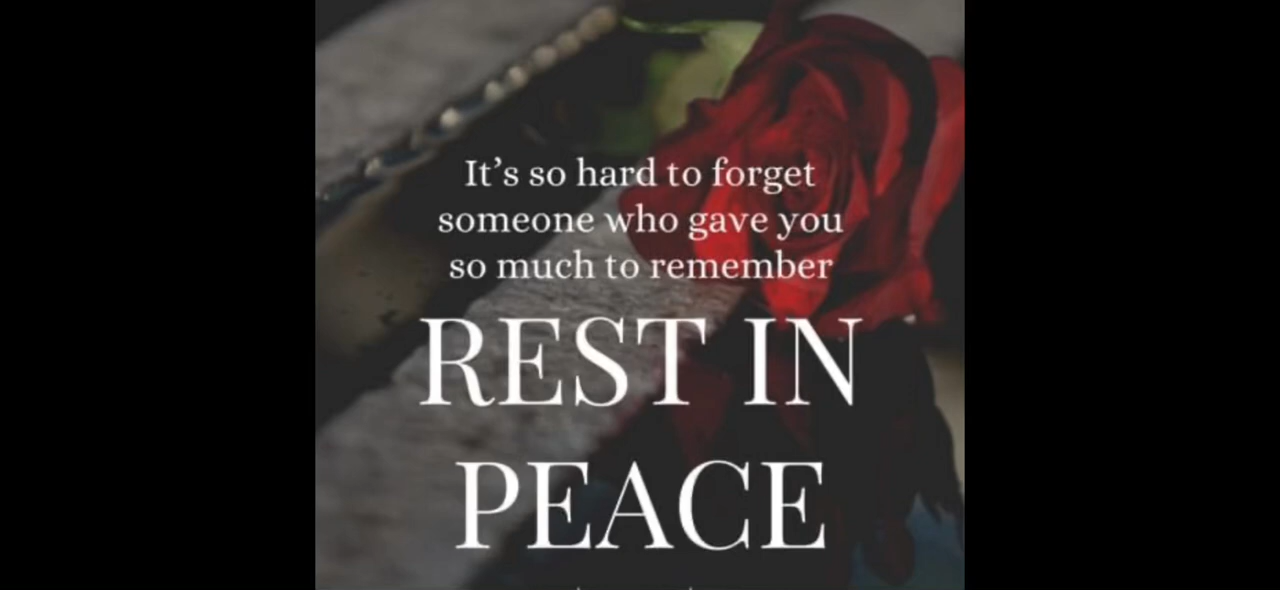 It’s so hard to forget
someone who gave you
so much to remember
REST IN
PEACE